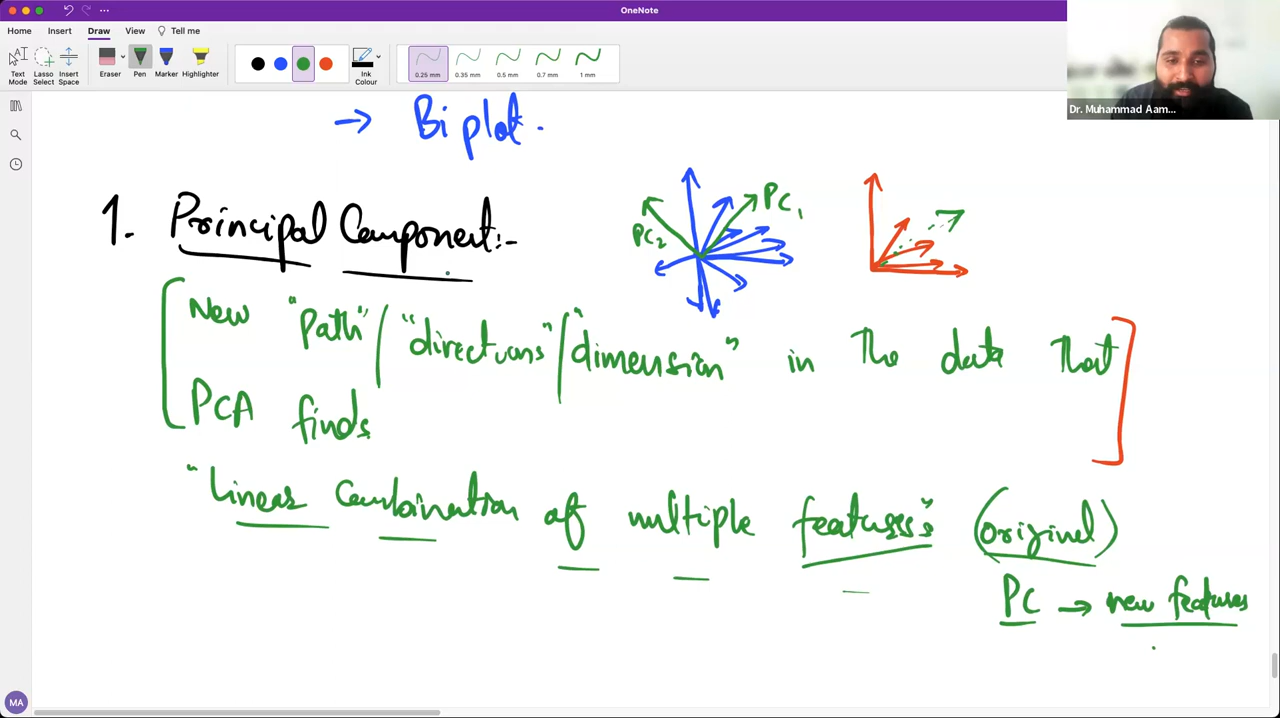 OneNote
Home Insert Draw View Tell me
Text Mode
Lasso Select
Insert Space
Eraser
Pen
Marker
Highlighter
Ink Colour
0.25 mm
0.35 mm
0.5 mm
0.7 mm
1 mm
Dr. Muhammad Aam...
→ Bi plot.
1. Principal Component:-
PC1
PC2
New "Path" / "directions" / "dimension" in the data that
PCA finds
"Linear Combination of multiple features" (original)
PC → new features
MA